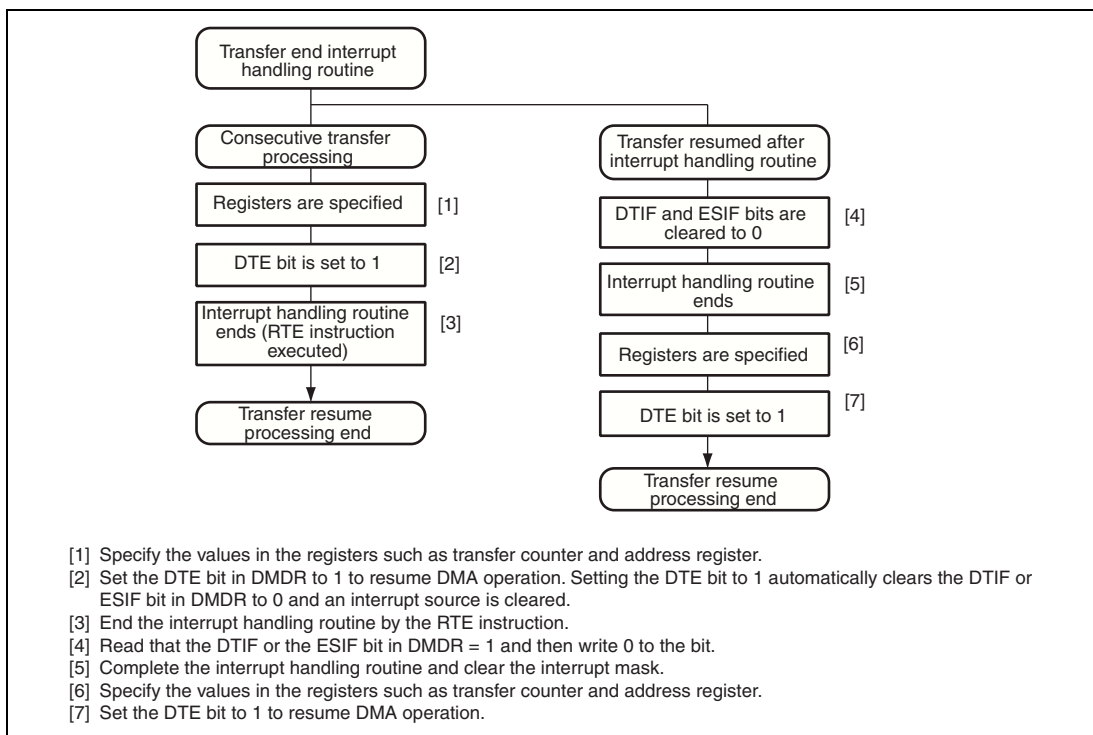 Transfer end interrupt
handling routine
Consecutive transfer
processing
Registers are specified
[1]
DTE bit is set to 1
[2]
Interrupt handling routine
ends (RTE instruction
executed)
[3]
Transfer resume
processing end
Transfer resumed after
interrupt handling routine
DTIF and ESIF bits are
cleared to 0
[4]
Interrupt handling routine
ends
[5]
Registers are specified
[6]
DTE bit is set to 1
[7]
Transfer resume
processing end
[1] Specify the values in the registers such as transfer counter and address register.
[2] Set the DTE bit in DMDR to 1 to resume DMA operation. Setting the DTE bit to 1 automatically clears the DTIF or
ESIF bit in DMDR to 0 and an interrupt source is cleared.
[3] End the interrupt handling routine by the RTE instruction.
[4] Read that the DTIF or the ESIF bit in DMDR = 1 and then write 0 to the bit.
[5] Complete the interrupt handling routine and clear the interrupt mask.
[6] Specify the values in the registers such as transfer counter and address register.
[7] Set the DTE bit to 1 to resume DMA operation.